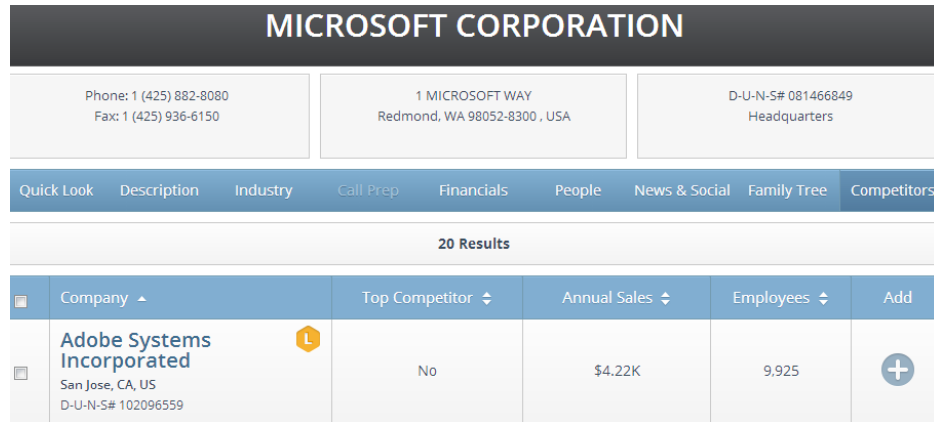 MICROSOFT CORPORATION
Phone: 1 (425) 882-8080
Fax: 1 (425) 936-6150
1 MICROSOFT WAY
Redmond, WA 98052-8300 , USA
D-U-N-S# 081466849
Headquarters
Quick Look Description Industry Call Prep Financials People News & Social Family Tree Competitors
20 Results
Company Top Competitor Annual Sales Employees Add
Adobe Systems
Incorporated
L
San Jose, CA, US
D-U-N-S# 102096559
No
$4.22K
9,925